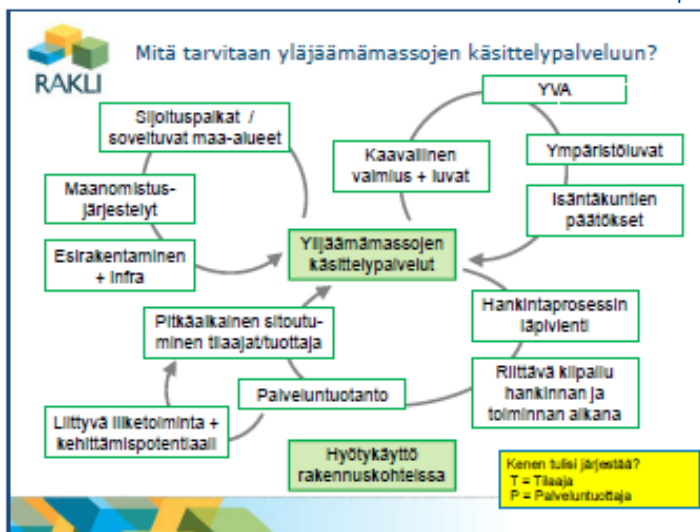 RAKLI
Mitä tarvitaan yläjäämämassojen käsittelypalveluun?
YVA
Sijoituspaikat /
soveltuvat maa-alueet
Kaavallinen
valmius + luvat
Ympäristöluvat
Maanomistus-
järjestelyt
Isäntäkuntien
päätökset
Ylijäämämassojen
käsittelypalvelut
Esirakentaminen
+ infra
Hankintaprosessin
läpivienti
Pitkäaikainen sitoutu-
minen tilaajat/tuottaja
Riittävä kilpailu
hankinnan ja
toiminnan aikana
Palveluntuotanto
Liittyvä liiketoiminta +
kehittämispotentiaali
Hyötykäyttö
rakennuskohteissa
Kenen tulisi järjestää?
T = Tilaaja
P = Palveluntuottaja